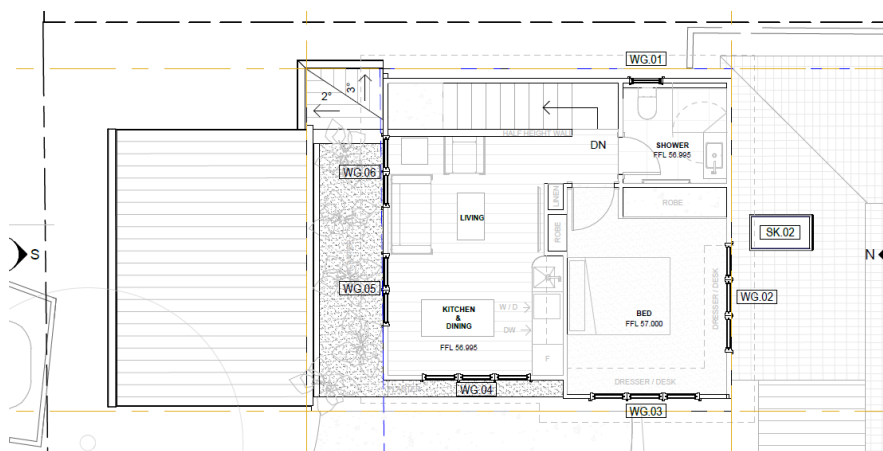 WG.01
2°
3°
HALF HEIGHT WALL
DN
SHOWER
FFL 56.995
WG.06
LIVING
LINEN
ROBE
ROBE
SK.02
S
N
WG.05
KITCHEN
&
DINING
FFL 56.995
W / D
DW
F
BED
FFL 57.000
DRESSER / DESK
WG.02
DRESSER / DESK
WG.04
WG.03